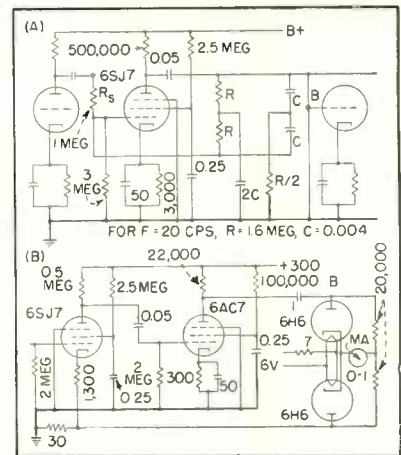 (A)
B+
500,000
0.05
2.5 MEG
6SJ7
RS
R
C
B
1 MEG
R
C
3
MEG
50
3,000
0.25
2C
R/2
FOR F = 20 CPS, R = 1.6 MEG, C = 0.004
(B)
22,000
+300
0.5
MEG
2.5 MEG
100,000
B
20,000
6SJ7
0.05
6AC7
6H6
0.25
7
MA
2 MEG
1,300
2
MEG
0.25
300
50
6V
0-1
6H6
30